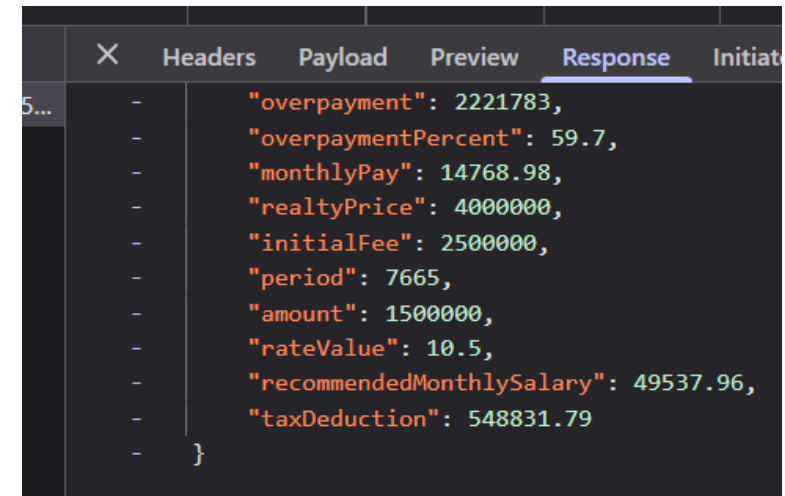 Headers Payload Preview Response Initiat
5... - "overpayment": 2221783,
- "overpaymentPercent": 59.7,
- "monthlyPay": 14768.98,
- "realtyPrice": 4000000,
- "initialFee": 2500000,
- "period": 7665,
- "amount": 1500000,
- "rateValue": 10.5,
- "recommendedMonthlySalary": 49537.96,
- "taxDeduction": 548831.79
- }